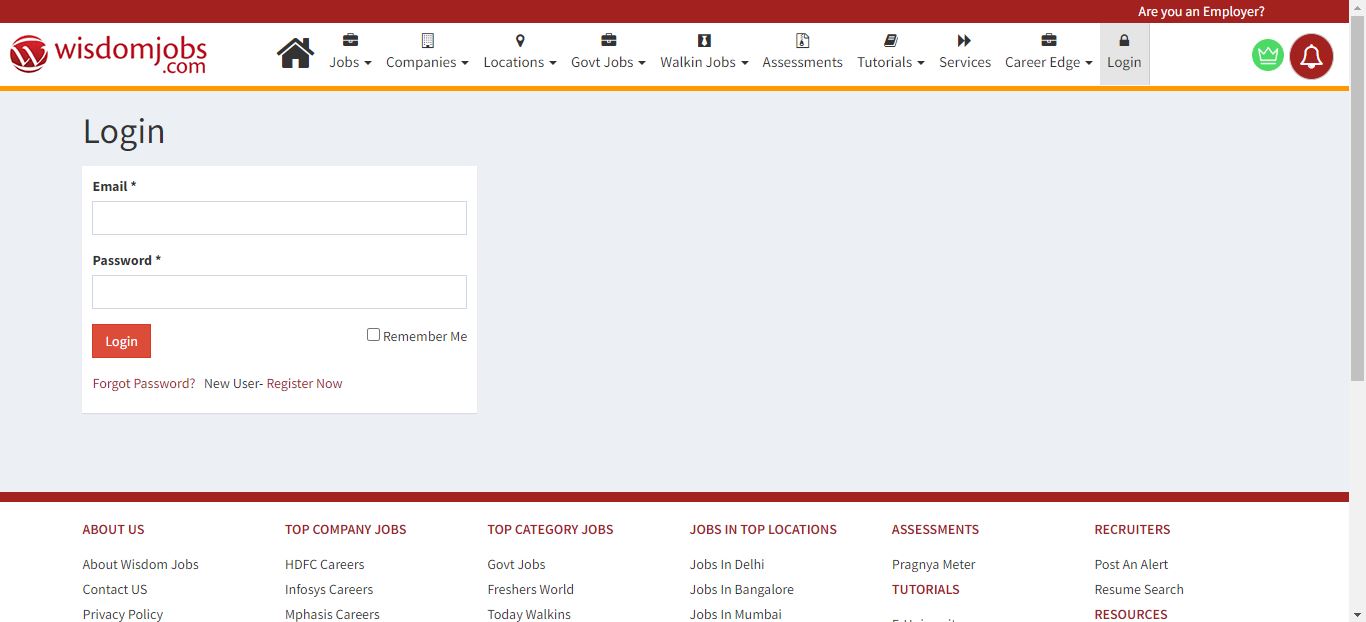 Are you an Employer?
wisdomjobs
.com
Jobs Companies Locations Govt Jobs Walkin Jobs Assessments Tutorials Services Career Edge Login
Login
Email *
Password *
Login Remember Me
Forgot Password? New User- Register Now
ABOUT US TOP COMPANY JOBS TOP CATEGORY JOBS JOBS IN TOP LOCATIONS ASSESSMENTS RECRUITERS
About Wisdom Jobs HDFC Careers Govt Jobs Jobs In Delhi Pragnya Meter Post An Alert
Contact US Infosys Careers Freshers World Jobs In Bangalore TUTORIALS Resume Search
Privacy Policy Mphasis Careers Today Walkins Jobs In Mumbai RESOURCES